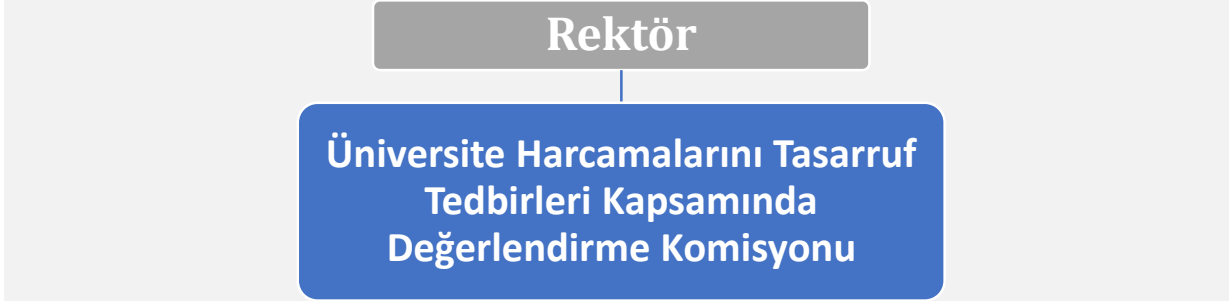 Rektör
Üniversite Harcamalarını Tasarruf
Tedbirleri Kapsamında
Değerlendirme Komisyonu